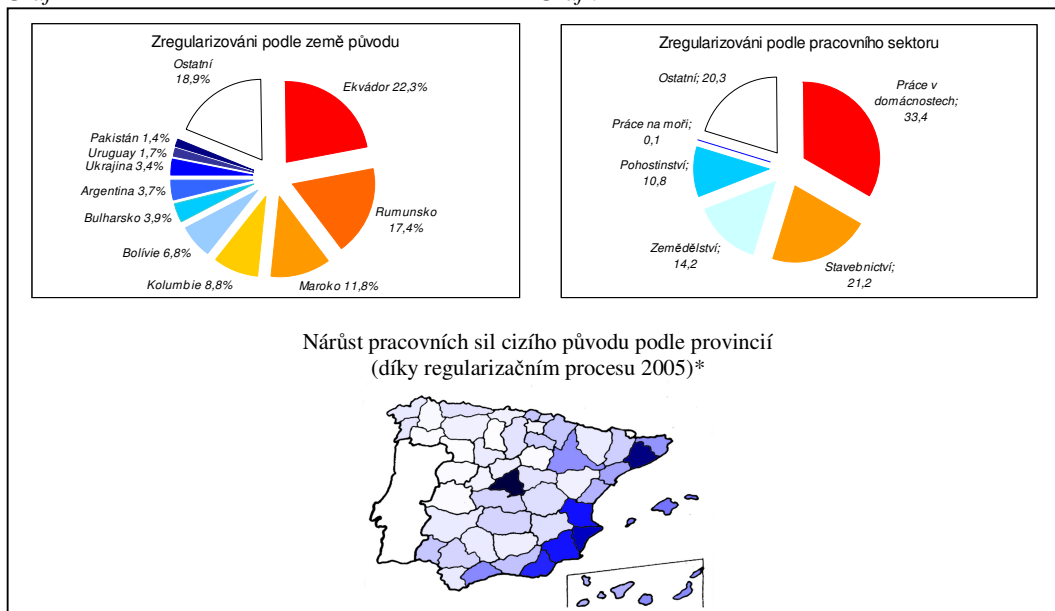 Zregularizováni podle země původu
Ostatní
18,9%
Ekvádor 22,3%
Pakistán 1,4%
Uruguay 1,7%
Ukrajina 3,4%
Argentina 3,7%
Bulharsko 3,9%
Bolívie 6,8%
Kolumbie 8,8%
Maroko 11,8%
Rumunsko
17,4%
Zregularizováni podle pracovního sektoru
Ostatní; 20,3
Práce v
domácnostech;
33,4
Práce na moři;
0,1
Pohostinství;
10,8
Zemědělství;
14,2
Stavebnictví;
21,2
Nárůst pracovních sil cizího původu podle provincií
(díky regularizačním procesu 2005)*